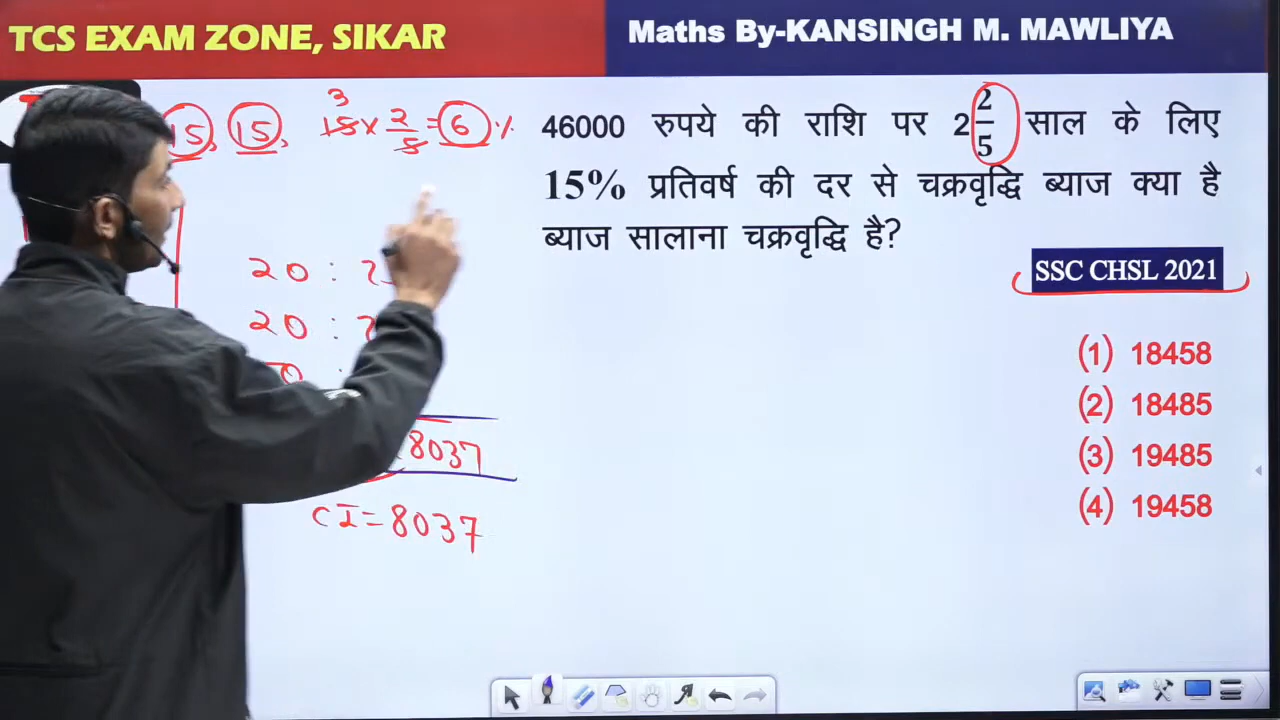 TCS EXAM ZONE, SIKAR
Maths By-KANSINGH M. MAWLIYA
15, 15, 15 × 2/5 = 6 %
3
46000 रुपये की राशि पर 2 2/5 साल के लिए
15% प्रतिवर्ष की दर से चक्रवृद्धि ब्याज क्या है
ब्याज सालाना चक्रवृद्धि है?
SSC CHSL 2021
(1) 18458
(2) 18485
(3) 19485
(4) 19458
20 :
20 :
8037
CI = 8037